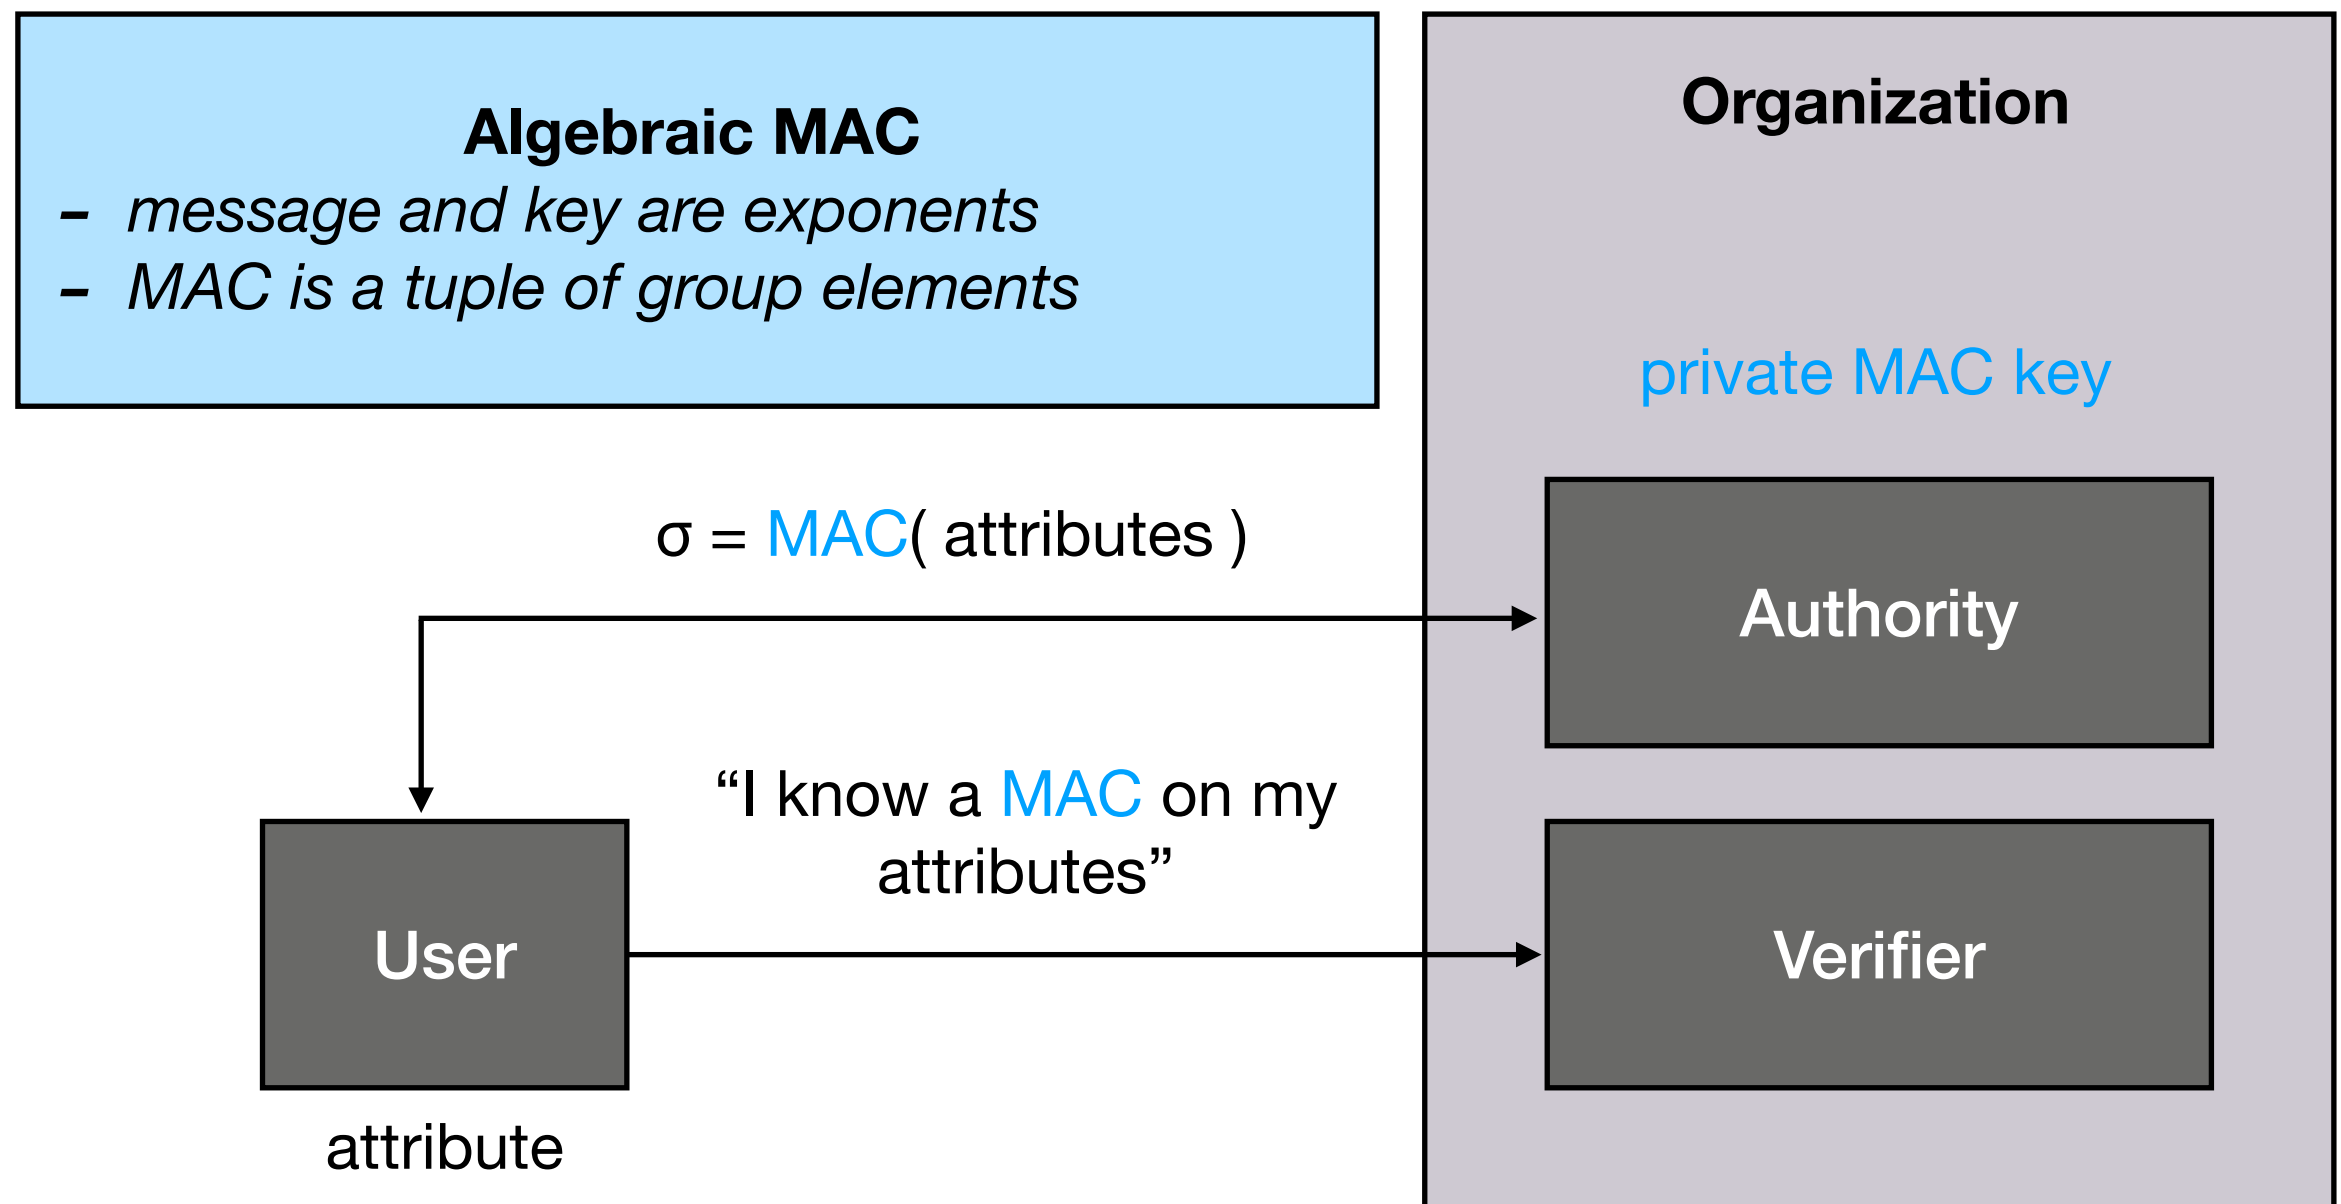 Algebraic MAC
- message and key are exponents
- MAC is a tuple of group elements
Organization
private MAC key
σ = MAC( attributes )
Authority
“I know a MAC on my
attributes”
User
Verifier
attribute